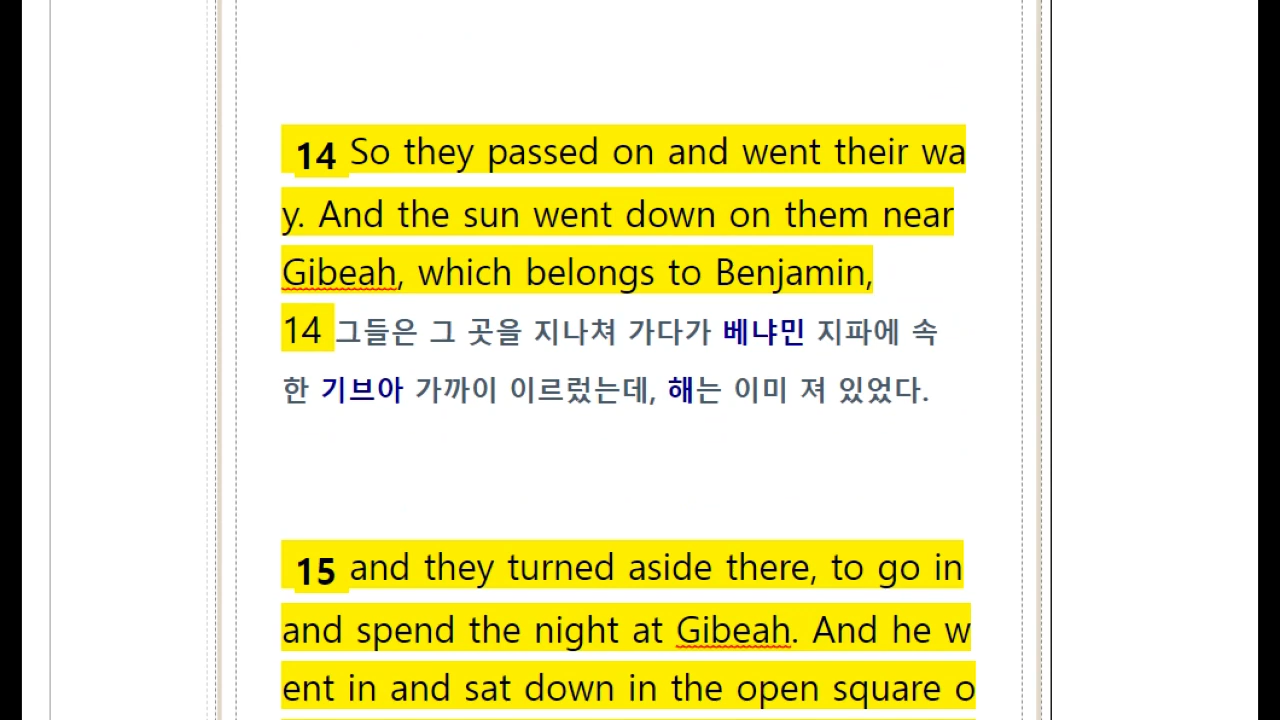 14 So they passed on and went their wa
y. And the sun went down on them near
Gibeah, which belongs to Benjamin,
14 그들은 그 곳을 지나쳐 가다가 베냐민 지파에 속
한 기브아 가까이 이르렀는데, 해는 이미 져 있었다.
15 and they turned aside there, to go in
and spend the night at Gibeah. And he w
ent in and sat down in the open square o